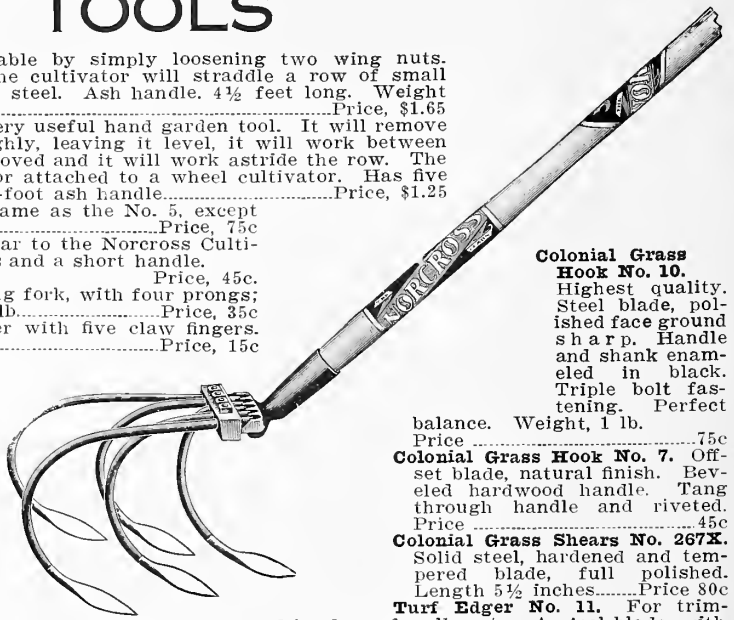 TOOLS
able by simply loosening two wing nuts.
he cultivator will straddle a row of small
steel. Ash handle. 4½ feet long. Weight
Price, $1.65
ery useful hand garden tool. It will remove
ghly, leaving it level, it will work between
oved and it will work astride the row. The
or attached to a wheel cultivator. Has five
-foot ash handle Price, $1.25
ame as the No. 5, except
Price, 75c
ar to the Norcross Culti-
s and a short handle.
Price, 45c.
g fork, with four prongs;
lb. Price, 35c
er with five claw fingers.
Price, 15c
NORCROSS
NOR
Colonial Grass
Hook No. 10.
Highest quality.
Steel blade, pol-
ished face ground
sharp. Handle
and shank enam-
eled in black.
Triple bolt fas-
tening. Perfect
balance. Weight, 1 lb.
Price 75c
Colonial Grass Hook No. 7. Off-
set blade, natural finish. Bev-
eled hardwood handle. Tang
through handle and riveted.
Price 45c
Colonial Grass Shears No. 267X.
Solid steel, hardened and tem-
pered blade, full polished.
Length 5½ inches Price 80c
Turf Edger No. 11. For trim-